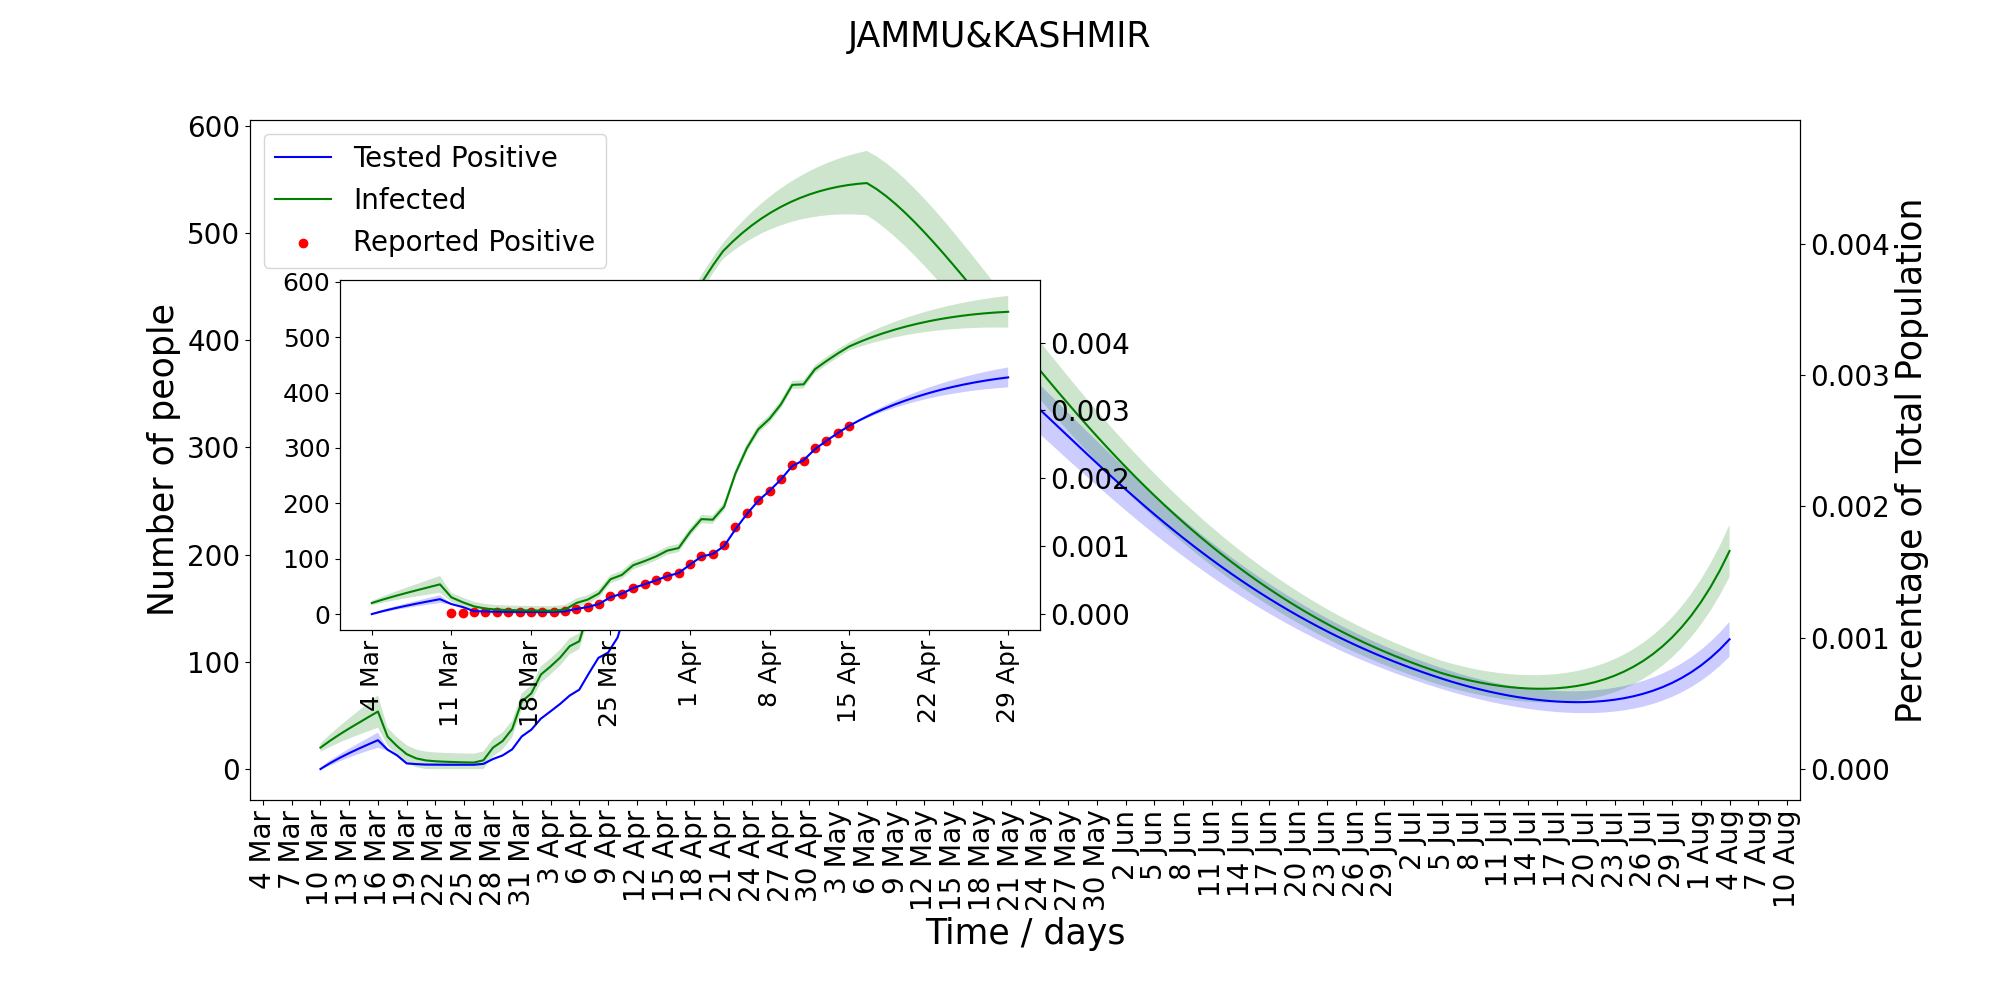 JAMMU&KASHMIR
Tested Positive
Infected
Reported Positive
Number of people
600
500
400
300
200
100
0
600
500
400
300
200
100
0
0.004
0.003
0.002
0.001
0.000
4 Mar
11 Mar
18 Mar
25 Mar
1 Apr
8 Apr
15 Apr
22 Apr
29 Apr
0.004
0.003
0.002
0.001
0.000
Percentage of Total Population
4 Mar
7 Mar
10 Mar
13 Mar
16 Mar
19 Mar
22 Mar
25 Mar
28 Mar
31 Mar
3 Apr
6 Apr
9 Apr
12 Apr
15 Apr
18 Apr
21 Apr
24 Apr
27 Apr
30 Apr
3 May
6 May
9 May
12 May
15 May
18 May
21 May
24 May
27 May
30 May
2 Jun
5 Jun
8 Jun
11 Jun
14 Jun
17 Jun
20 Jun
23 Jun
26 Jun
29 Jun
2 Jul
5 Jul
8 Jul
11 Jul
14 Jul
17 Jul
20 Jul
23 Jul
26 Jul
29 Jul
1 Aug
4 Aug
7 Aug
10 Aug
Time / days